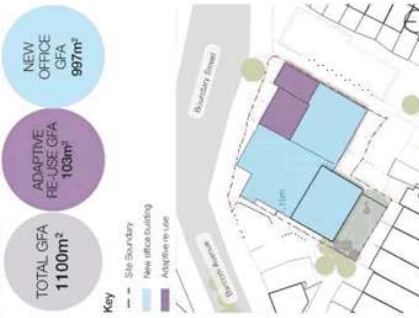 TOTAL GFA
1100m²
ADAPTIVE
RE-USE GFA
103m²
NEW
OFFICE
GFA
997m²
Key
Site Boundary
New office building
Adaptive re-use
Boundary Street
Avenue